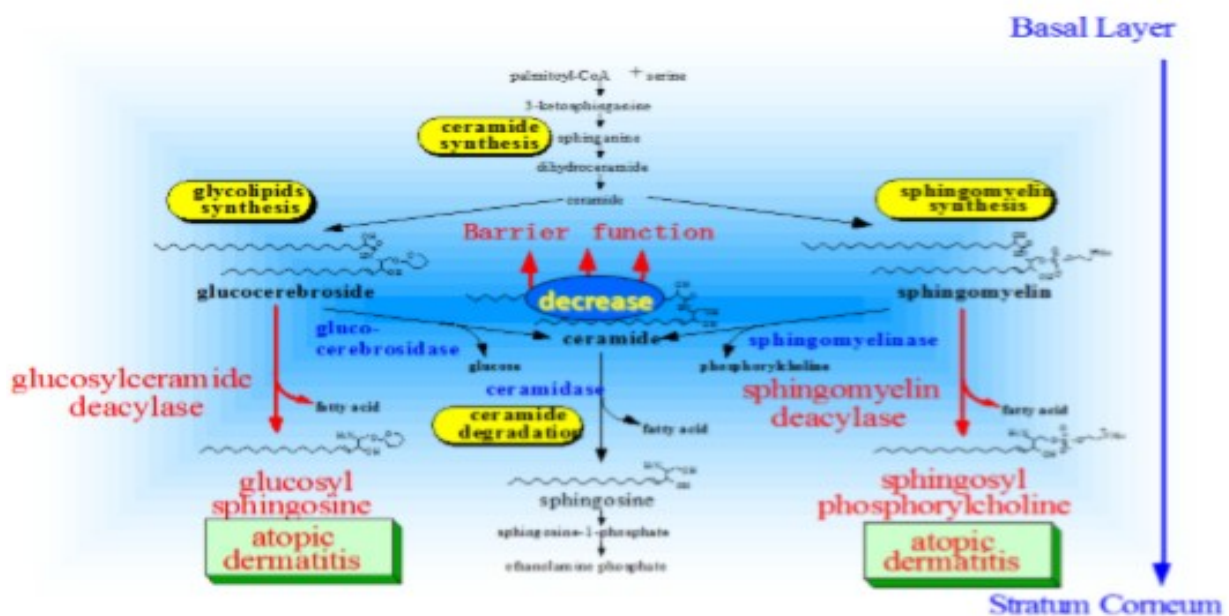 Basal Layer
palmitoyl-CoA + serine
3-ketosphinganine
ceramide
synthesis
sphinganine
dihydroceramide
ceramide
glycolipids
synthesis
sphingomyelin
synthesis
Barrier function
decrease
glucocerebroside
sphingomyelin
gluco-
cerebrosidase
ceramide
sphingomyelinase
glucose
phosphorylcholine
glucosylceramide
deacylase
fatty acid
ceramidase
ceramide
degradation
fatty acid
sphingomyelin
deacylase
fatty acid
glucosyl
sphingosine
sphingosine
sphingosyl
phosphorylcholine
atopic
dermatitis
sphingosine-1-phosphate
ethanolamine phosphate
atopic
dermatitis
Stratum Corneum